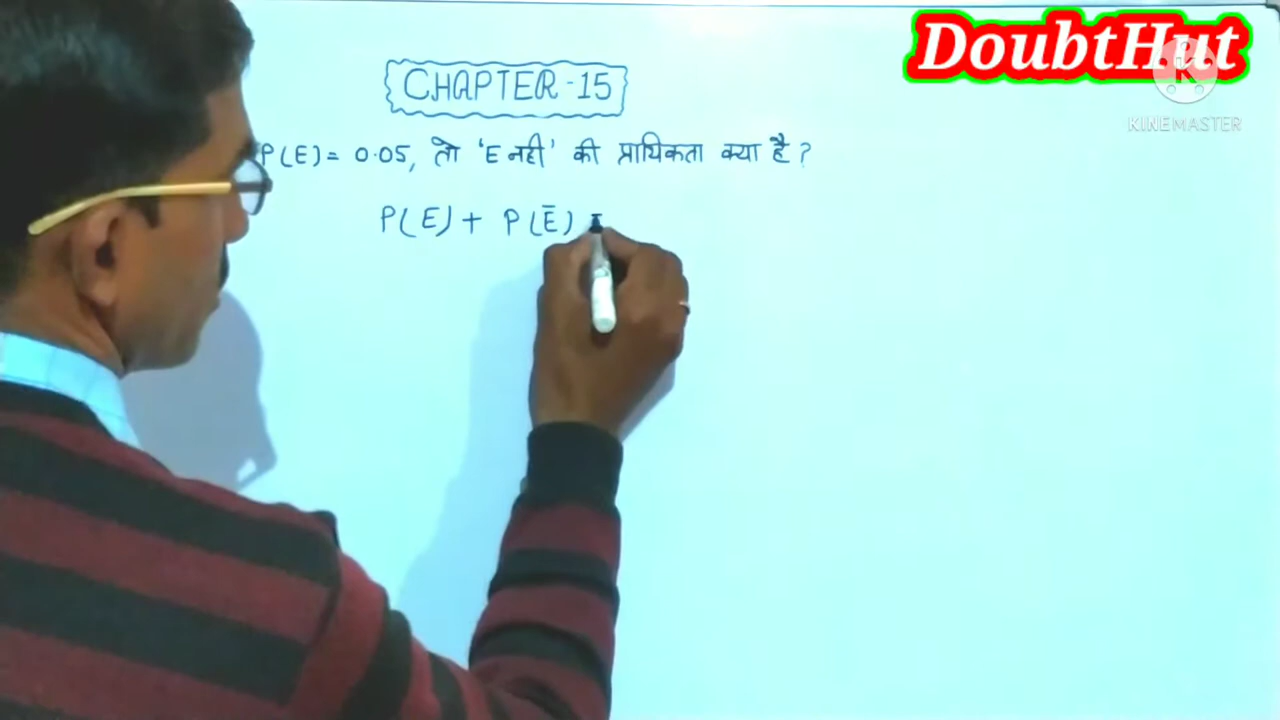 DoubtHut
KINEMASTER
CHAPTER-15
P(E) = 0.05, तो 'E नही' की प्रायिकता क्या है ?
P(E) + P(Ē)